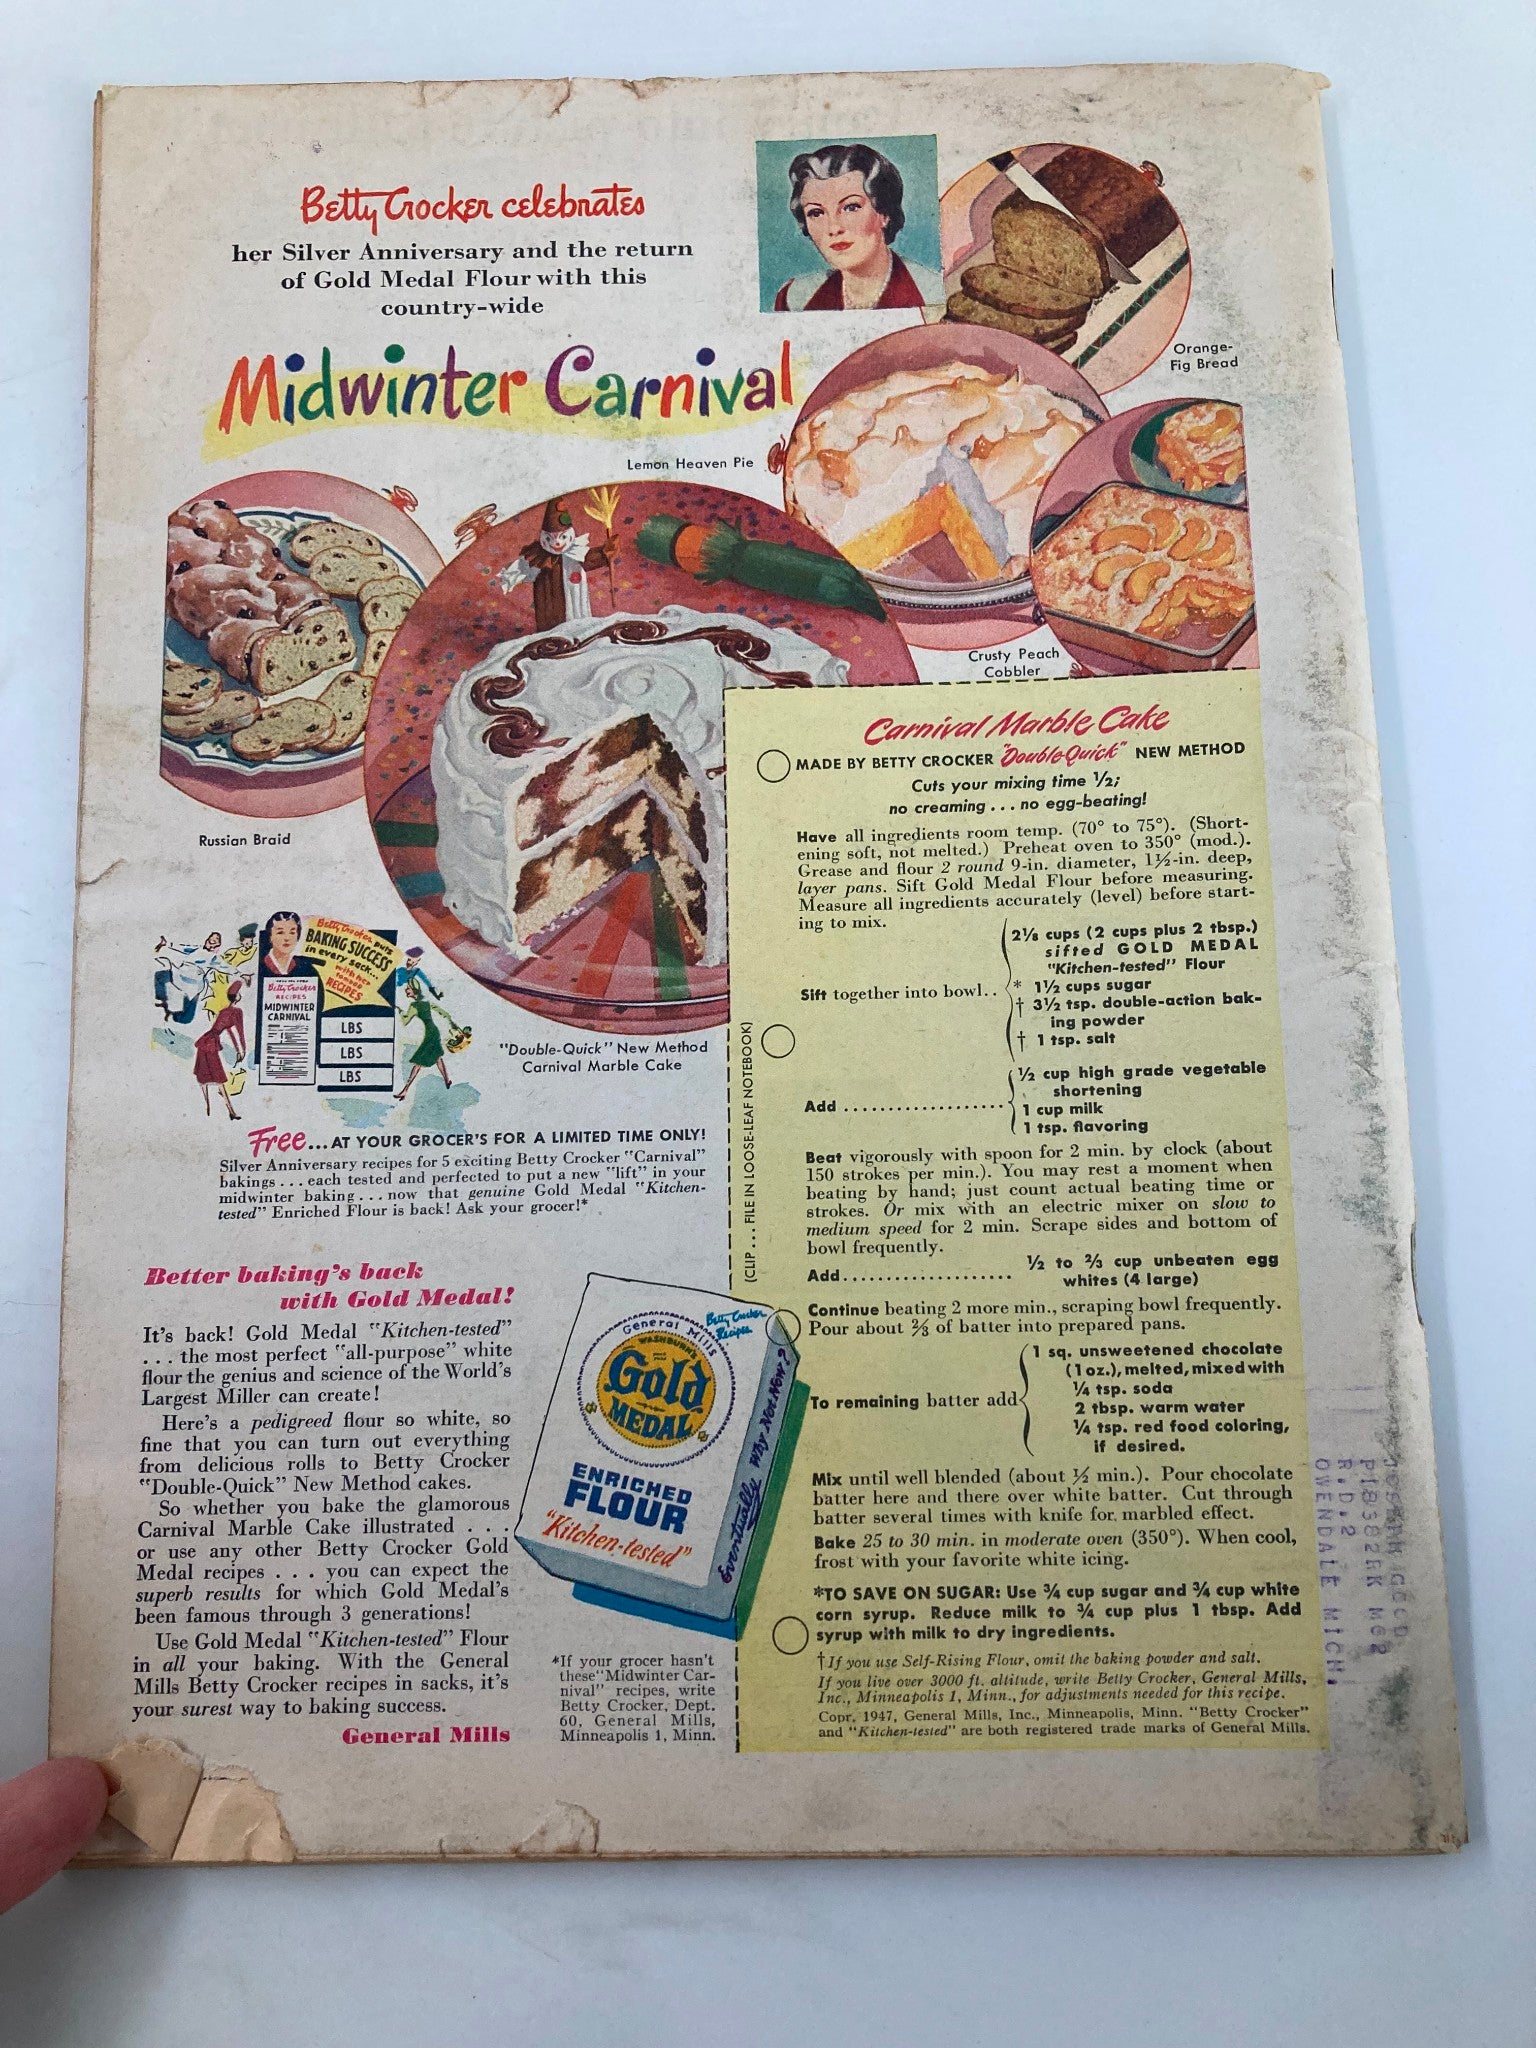 Betty Crocker celebrates
her Silver Anniversary and the return
of Gold Medal Flour with this
country-wide
Midwinter Carnival
Orange-
Fig Bread
Lemon Heaven Pie
Crusty Peach
Cobbler
Russian Braid
Betty Crocker puts
BAKING SUCCESS
in every sack...
with her
RECIPES
Betty Crocker
RECIPES
MIDWINTER
CARNIVAL
LBS
LBS
LBS
"Double-Quick" New Method
Carnival Marble Cake
Free...AT YOUR GROCER'S FOR A LIMITED TIME ONLY!
Silver Anniversary recipes for 5 exciting Betty Crocker "Carnival"
bakings...each tested and perfected to put a new "lift" in your
midwinter baking...now that genuine Gold Medal "Kitchen-
tested" Enriched Flour is back! Ask your grocer!*
Better baking's back
with Gold Medal!
It's back! Gold Medal "Kitchen-tested"
...the most perfect "all-purpose" white
flour the genius and science of the World's
Largest Miller can create!
Here's a pedigreed flour so white, so
fine that you can turn out everything
from delicious rolls to Betty Crocker
"Double-Quick" New Method cakes.
So whether you bake the glamorous
Carnival Marble Cake illustrated . . .
or use any other Betty Crocker Gold
Medal recipes . . . you can expect the
superb results for which Gold Medal's
been famous through 3 generations!
Use Gold Medal "Kitchen-tested" Flour
in all your baking. With the General
Mills Betty Crocker recipes in sacks, it's
your surest way to baking success.
General Mills
General Mills
Betty Crocker
Recipes
WASHBURN'S
Gold
MEDAL
ENRICHED
FLOUR
"Kitchen-tested"
Eventually Why Not Now?
*If your grocer hasn't
these "Midwinter Car-
nival" recipes, write
Betty Crocker, Dept.
60, General Mills,
Minneapolis 1, Minn.
(CLIP...FILE IN LOOSE-LEAF NOTEBOOK)
Carnival Marble Cake
MADE BY BETTY CROCKER "Double-Quick" NEW METHOD
Cuts your mixing time 1/2;
no creaming...no egg-beating!
Have all ingredients room temp. (70° to 75°). (Short-
ening soft, not melted.) Preheat oven to 350° (mod.).
Grease and flour 2 round 9-in. diameter, 1½-in. deep,
layer pans. Sift Gold Medal Flour before measuring.
Measure all ingredients accurately (level) before start-
ing to mix.
2⅛ cups (2 cups plus 2 tbsp.)
sifted GOLD MEDAL
"Kitchen-tested" Flour
Sift together into bowl.. * 1½ cups sugar
† 3½ tsp. double-action bak-
ing powder
† 1 tsp. salt
½ cup high grade vegetable
shortening
Add .................... 1 cup milk
1 tsp. flavoring
Beat vigorously with spoon for 2 min. by clock (about
150 strokes per min.). You may rest a moment when
beating by hand; just count actual beating time or
strokes. Or mix with an electric mixer on slow to
medium speed for 2 min. Scrape sides and bottom of
bowl frequently.
Add..................... ½ to ⅔ cup unbeaten egg
whites (4 large)
Continue beating 2 more min., scraping bowl frequently.
Pour about ⅔ of batter into prepared pans.
1 sq. unsweetened chocolate
(1 oz.), melted, mixed with
¼ tsp. soda
To remaining batter add 2 tbsp. warm water
¼ tsp. red food coloring,
if desired.
Mix until well blended (about ½ min.). Pour chocolate
batter here and there over white batter. Cut through
batter several times with knife for marbled effect.
Bake 25 to 30 min. in moderate oven (350°). When cool,
frost with your favorite white icing.
*TO SAVE ON SUGAR: Use ¾ cup sugar and ¾ cup white
corn syrup. Reduce milk to ¾ cup plus 1 tbsp. Add
syrup with milk to dry ingredients.
†If you use Self-Rising Flour, omit the baking powder and salt.
If you live over 3000 ft. altitude, write Betty Crocker, General Mills,
Inc., Minneapolis 1, Minn., for adjustments needed for this recipe.
Copr. 1947, General Mills, Inc., Minneapolis, Minn. "Betty Crocker"
and "Kitchen-tested" are both registered trade marks of General Mills.
R.D. 2
OWENDALE MICH.